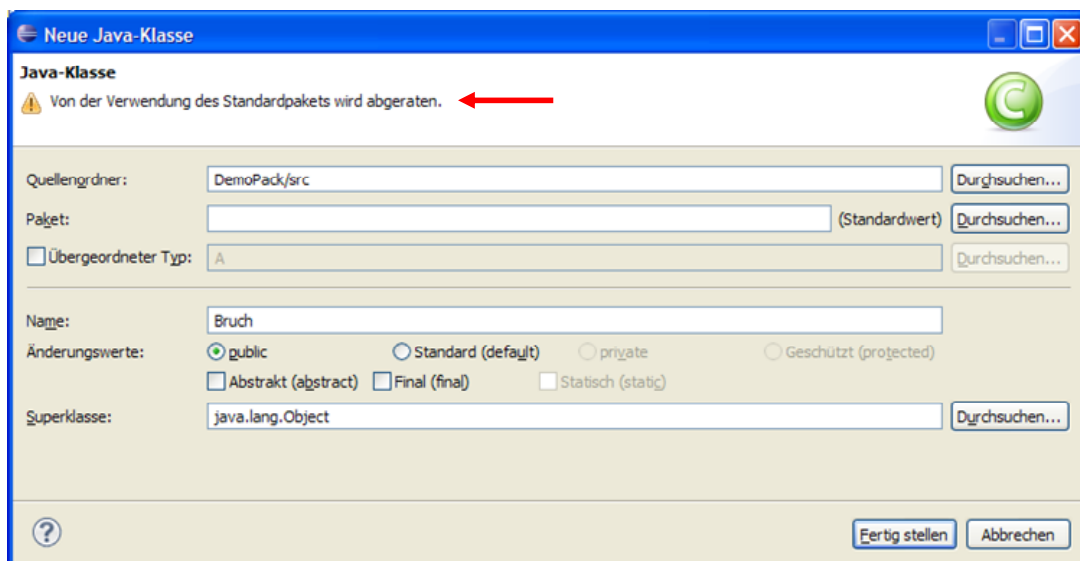 Neue Java-Klasse
Java-Klasse
Von der Verwendung des Standardpakets wird abgeraten.
C
Quellenordner: DemoPack/src Durchsuchen...
Paket: (Standardwert) Durchsuchen...
Übergeordneter Typ: A Durchsuchen...
Name: Bruch
Änderungswerte: public Standard (default) private Geschützt (protected)
Abstrakt (abstract) Final (final) Statisch (static)
Superklasse: java.lang.Object Durchsuchen...
? Fertig stellen Abbrechen